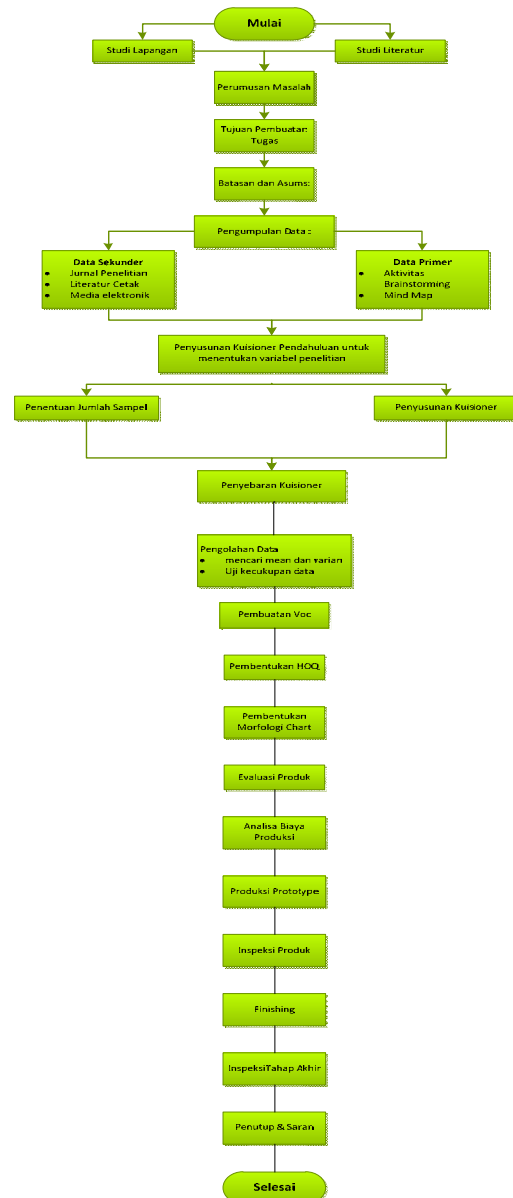 Mulai
Studi Lapangan
Studi Literatur
Perumusan Masalah
Tujuan Pembuatan
Tugas
Batasan dan Asums:
Pengumpulan Data :
Data Sekunder
• Jurnal Penelitian
• Literatur Cetak
• Media elektronik
Data Primer
• Aktivitas
Brainstorming
• Mind Map
Penyusunan Kuisioner Pendahuluan untuk
menentukan variabel penelitian
Penentuan Jumlah Sampel
Penyusunan Kuisioner
Penyebaran Kuisioner
Pengolahan Data
• mencari mean dan varian
• Uji kecukupan data
Pembuatan Voc
Pembentukan HOQ
Pembentukan
Morfologi Chart
Evaluasi Produk
Analisa Biaya
Produksi
Produksi Prototype
Inspeksi Produk
Finishing
InspeksiTahap Akhir
Penutup & Saran
Selesai